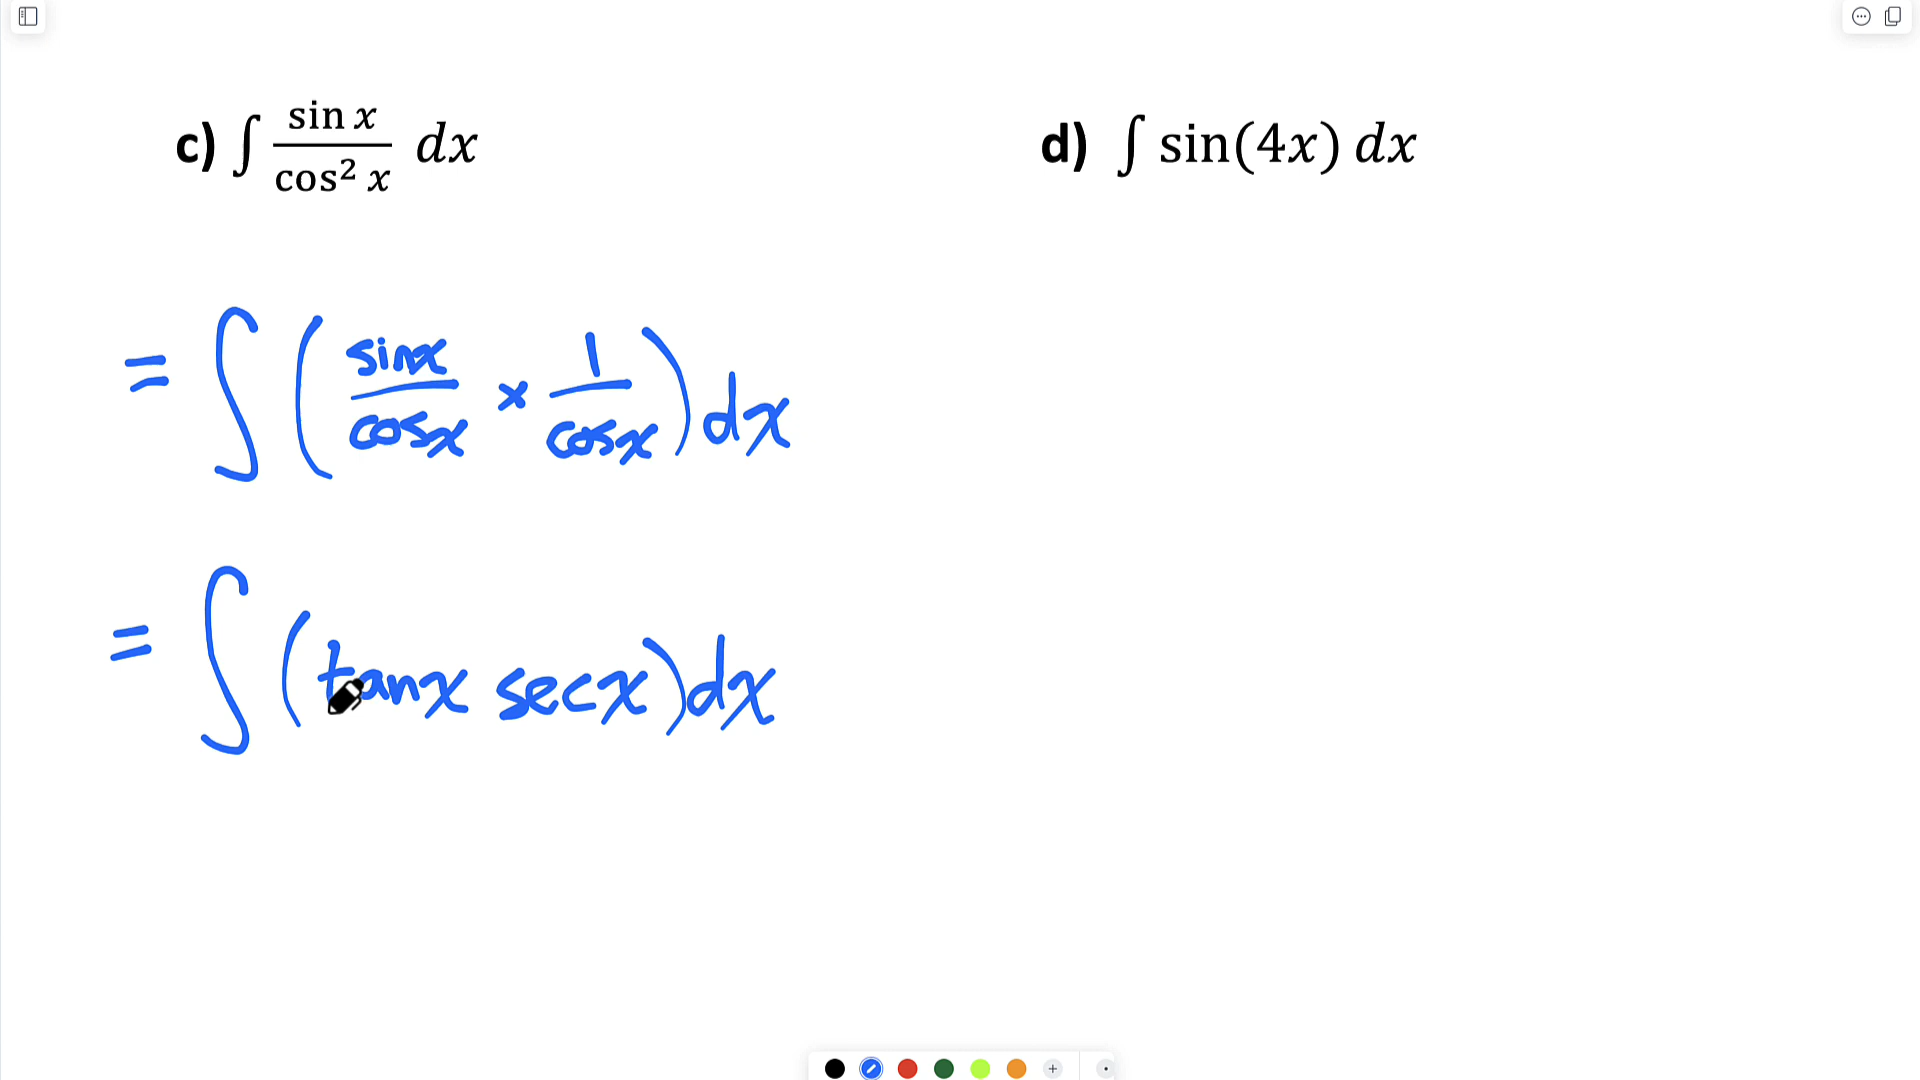 c) ∫ sin x / cos² x dx
d) ∫ sin(4x) dx
= ∫ ( sinx / cosx × 1 / cosx ) dx
= ∫ (tanx secx) dx